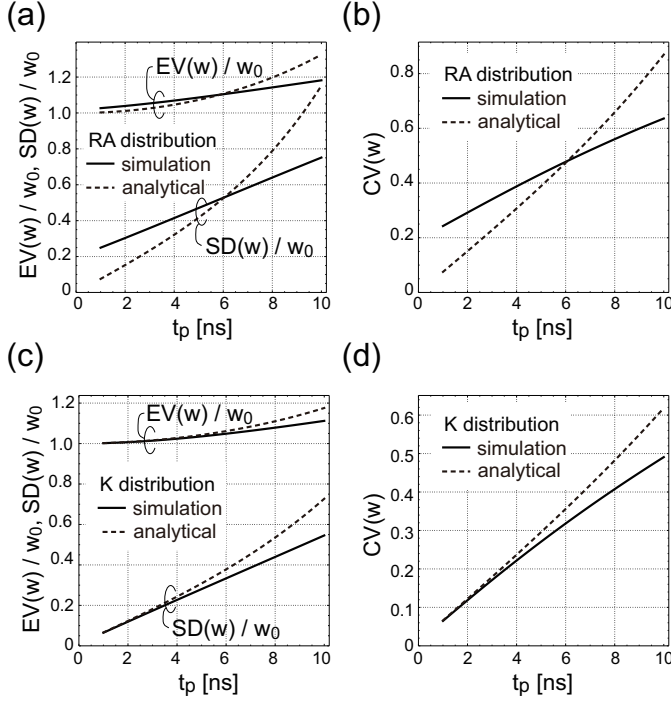 (a)
EV(w) / w0, SD(w) / w0
1.2
1.0
0.8
0.6
0.4
0.2
0
EV(w) / w0
RA distribution
simulation
analytical
SD(w) / w0
0 2 4 6 8 10
tp [ns]
(b)
CV(w)
0.8
0.6
0.4
0.2
0
RA distribution
simulation
analytical
0 2 4 6 8 10
tp [ns]
(c)
EV(w) / w0, SD(w) / w0
1.2
1.0
0.8
0.6
0.4
0.2
0
EV(w) / w0
K distribution
simulation
analytical
SD(w) / w0
0 2 4 6 8 10
tp [ns]
(d)
CV(w)
0.6
0.5
0.4
0.3
0.2
0.1
0
K distribution
simulation
analytical
0 2 4 6 8 10
tp [ns]